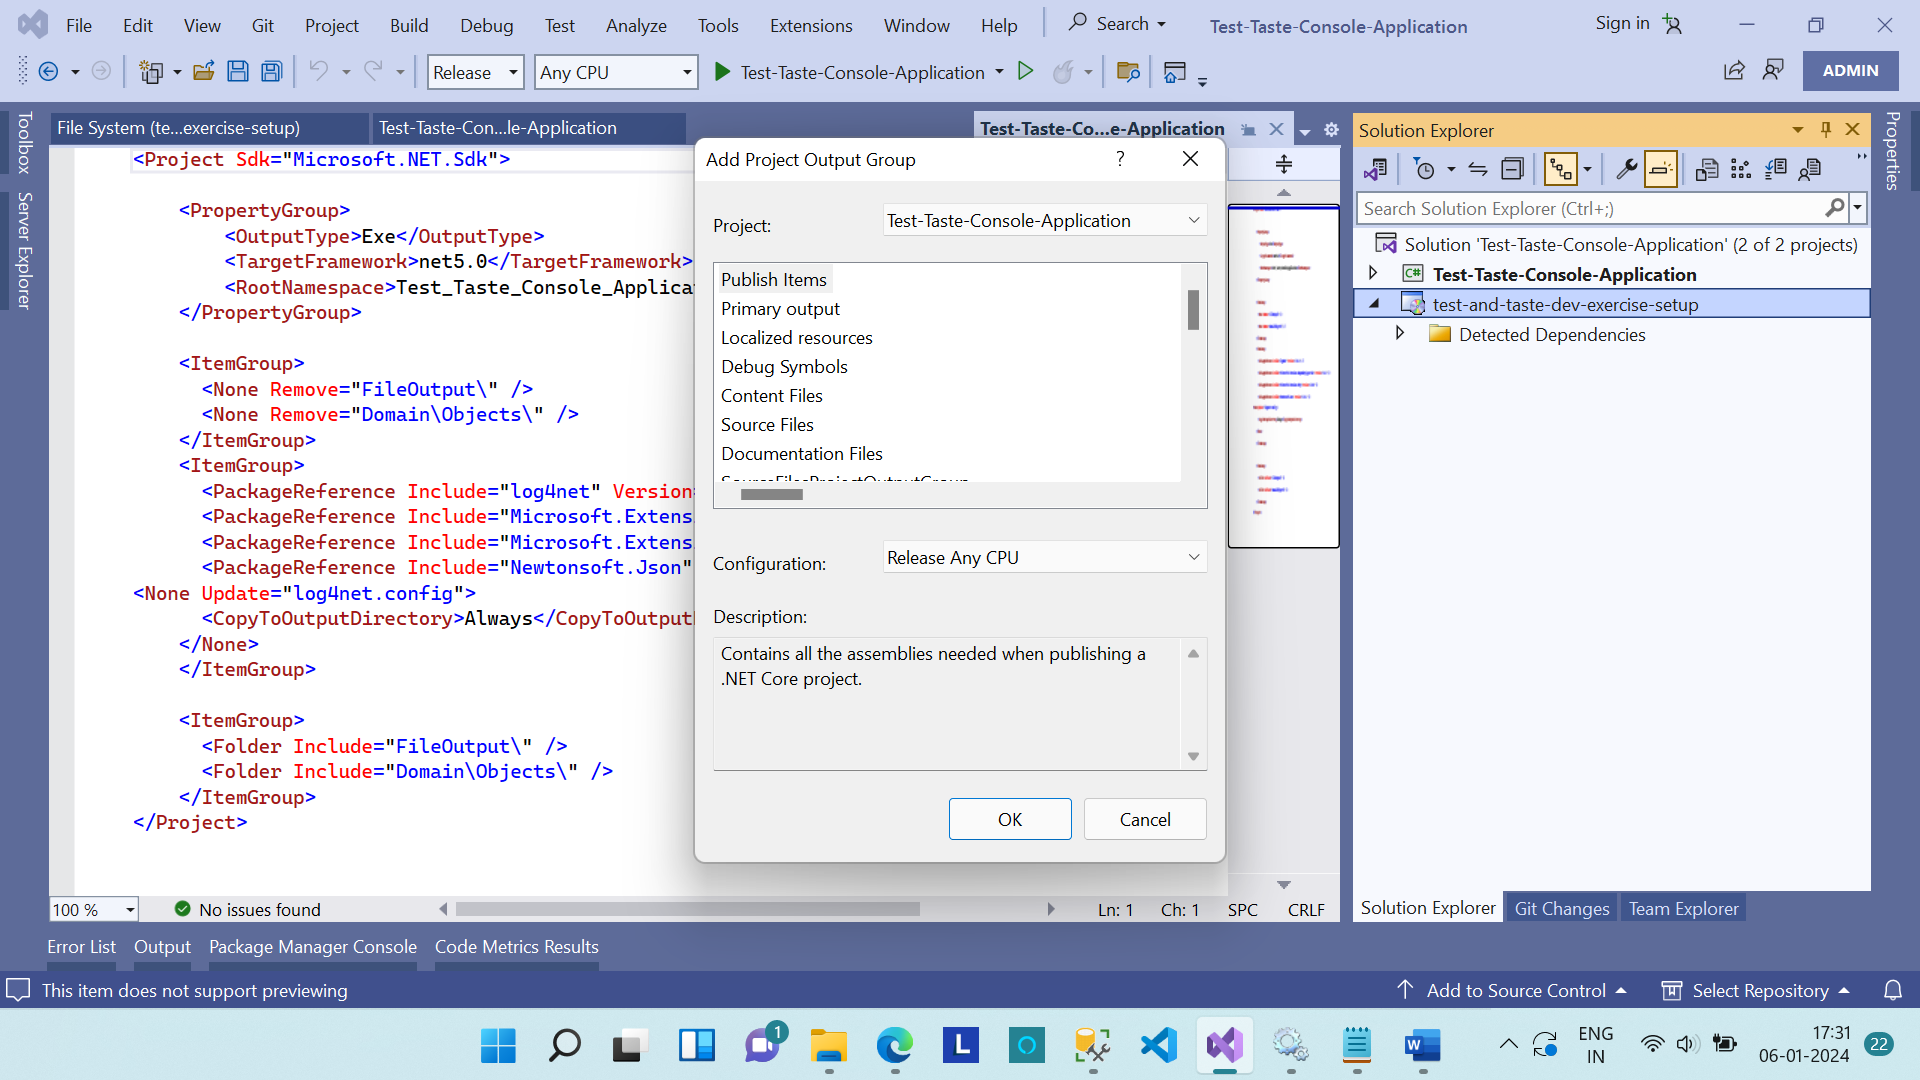 File Edit View Git Project Build Debug Test Analyze Tools Extensions Window Help Search Test-Taste-Console-Application Sign in
Release Any CPU Test-Taste-Console-Application ADMIN
Toolbox
Server Explorer
File System (te...exercise-setup) Test-Taste-Con...le-Application Test-Taste-Co...e-Application
<Project Sdk="Microsoft.NET.Sdk">
<PropertyGroup>
<OutputType>Exe</OutputType>
<TargetFramework>net5.0</TargetFramework>
<RootNamespace>Test_Taste_Console_Applica
</PropertyGroup>
<ItemGroup>
<None Remove="FileOutput\" />
<None Remove="Domain\Objects\" />
</ItemGroup>
<ItemGroup>
<PackageReference Include="log4net" Version=
<PackageReference Include="Microsoft.Extens
<PackageReference Include="Microsoft.Extens
<PackageReference Include="Newtonsoft.Json"
<None Update="log4net.config">
<CopyToOutputDirectory>Always</CopyToOutput
</None>
</ItemGroup>
<ItemGroup>
<Folder Include="FileOutput\" />
<Folder Include="Domain\Objects\" />
</ItemGroup>
</Project>
Add Project Output Group ?
Project: Test-Taste-Console-Application
Publish Items
Primary output
Localized resources
Debug Symbols
Content Files
Source Files
Documentation Files
SourceFilesProjectOutputGroup
Configuration: Release Any CPU
Description:
Contains all the assemblies needed when publishing a
.NET Core project.
OK Cancel
Solution Explorer
Search Solution Explorer (Ctrl+;)
Solution 'Test-Taste-Console-Application' (2 of 2 projects)
C# Test-Taste-Console-Application
test-and-taste-dev-exercise-setup
Detected Dependencies
Properties
100 % No issues found Ln: 1 Ch: 1 SPC CRLF
Solution Explorer Git Changes Team Explorer
Error List Output Package Manager Console Code Metrics Results
This item does not support previewing Add to Source Control Select Repository
1 L W
ENG
IN
17:31
06-01-2024
22